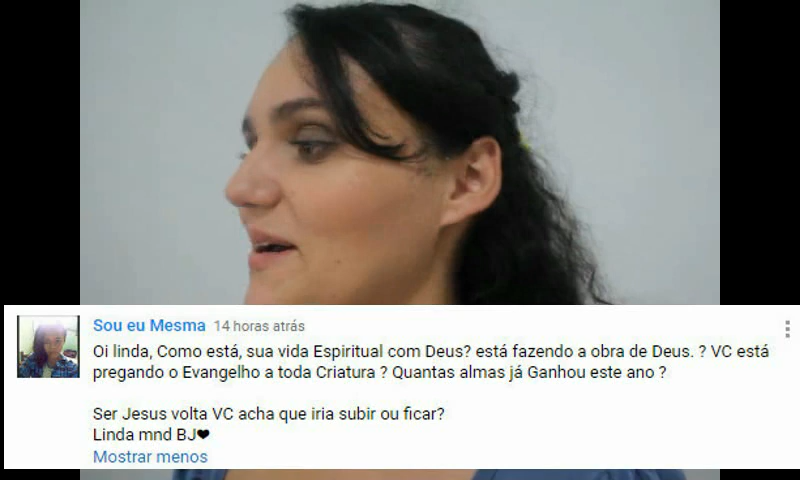 Sou eu Mesma 14 horas atrás
Oi linda, Como está, sua vida Espiritual com Deus? está fazendo a obra de Deus. ? VC está
pregando o Evangelho a toda Criatura ? Quantas almas já Ganhou este ano ?
Ser Jesus volta VC acha que iria subir ou ficar?
Linda mnd BJ❤
Mostrar menos